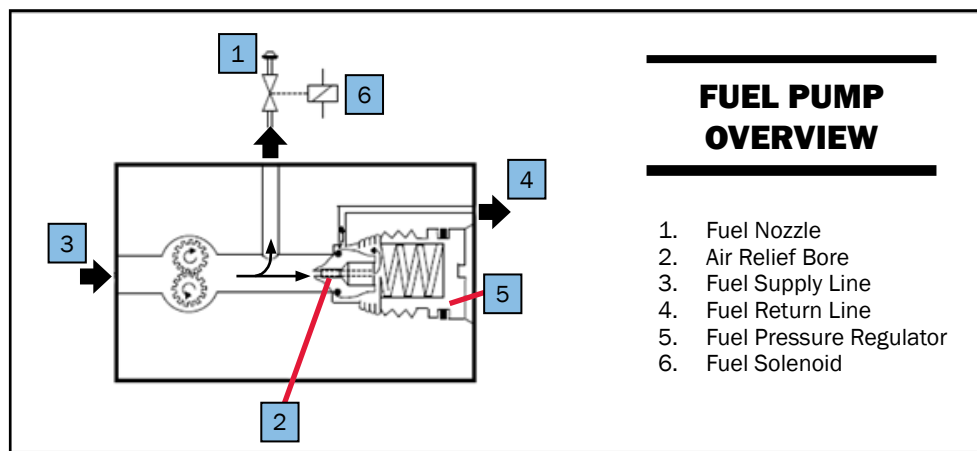 1
6
4
3
5
2
FUEL PUMP
OVERVIEW
1. Fuel Nozzle
2. Air Relief Bore
3. Fuel Supply Line
4. Fuel Return Line
5. Fuel Pressure Regulator
6. Fuel Solenoid